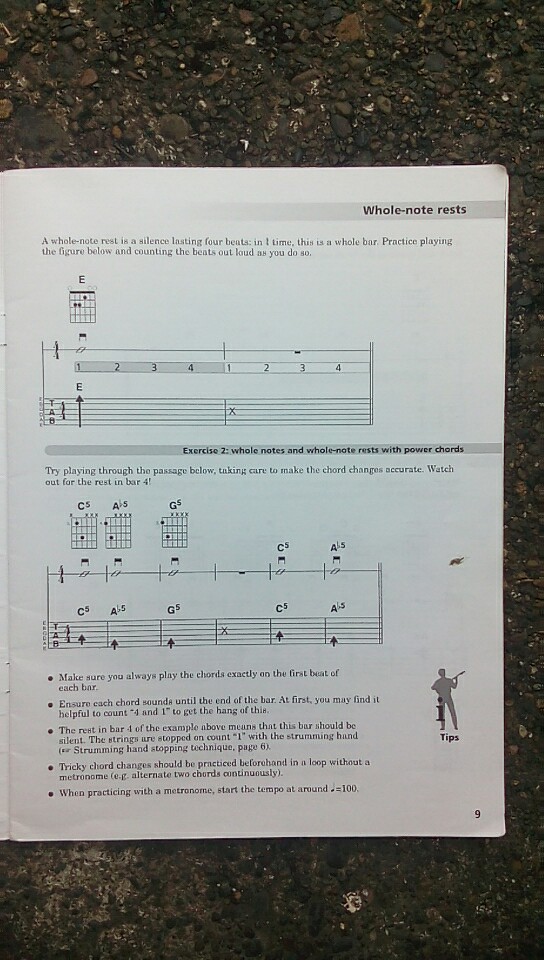 Whole-note rests
A whole-note rest is a silence lasting four beats: in 4/4 time, this is a whole bar. Practice playing
the figure below and counting the beats out loud as you do so.
E
1 2 3 4 1 2 3 4
E
T
A X
B
Exercise 2: whole notes and whole-note rests with power chords
Try playing through the passage below, taking care to make the chord changes accurate. Watch
out for the rest in bar 4!
C5 A♭5 G5
x xxx xxxx xxxx
C5 A♭5
C5 A♭5 G5 C5 A♭5
T
A X
B
• Make sure you always play the chords exactly on the first beat of
each bar.
• Ensure each chord sounds until the end of the bar. At first, you may find it
helpful to count "4 and 1" to get the hang of this.
• The rest in bar 4 of the example above means that this bar should be
silent. The strings are stopped on count "1" with the strumming hand
(☞ Strumming hand stopping technique, page 6).
• Tricky chord changes should be practiced beforehand in a loop without a
metronome (e.g. alternate two chords continuously).
• When practicing with a metronome, start the tempo at around ♩=100.
i
Tips
9